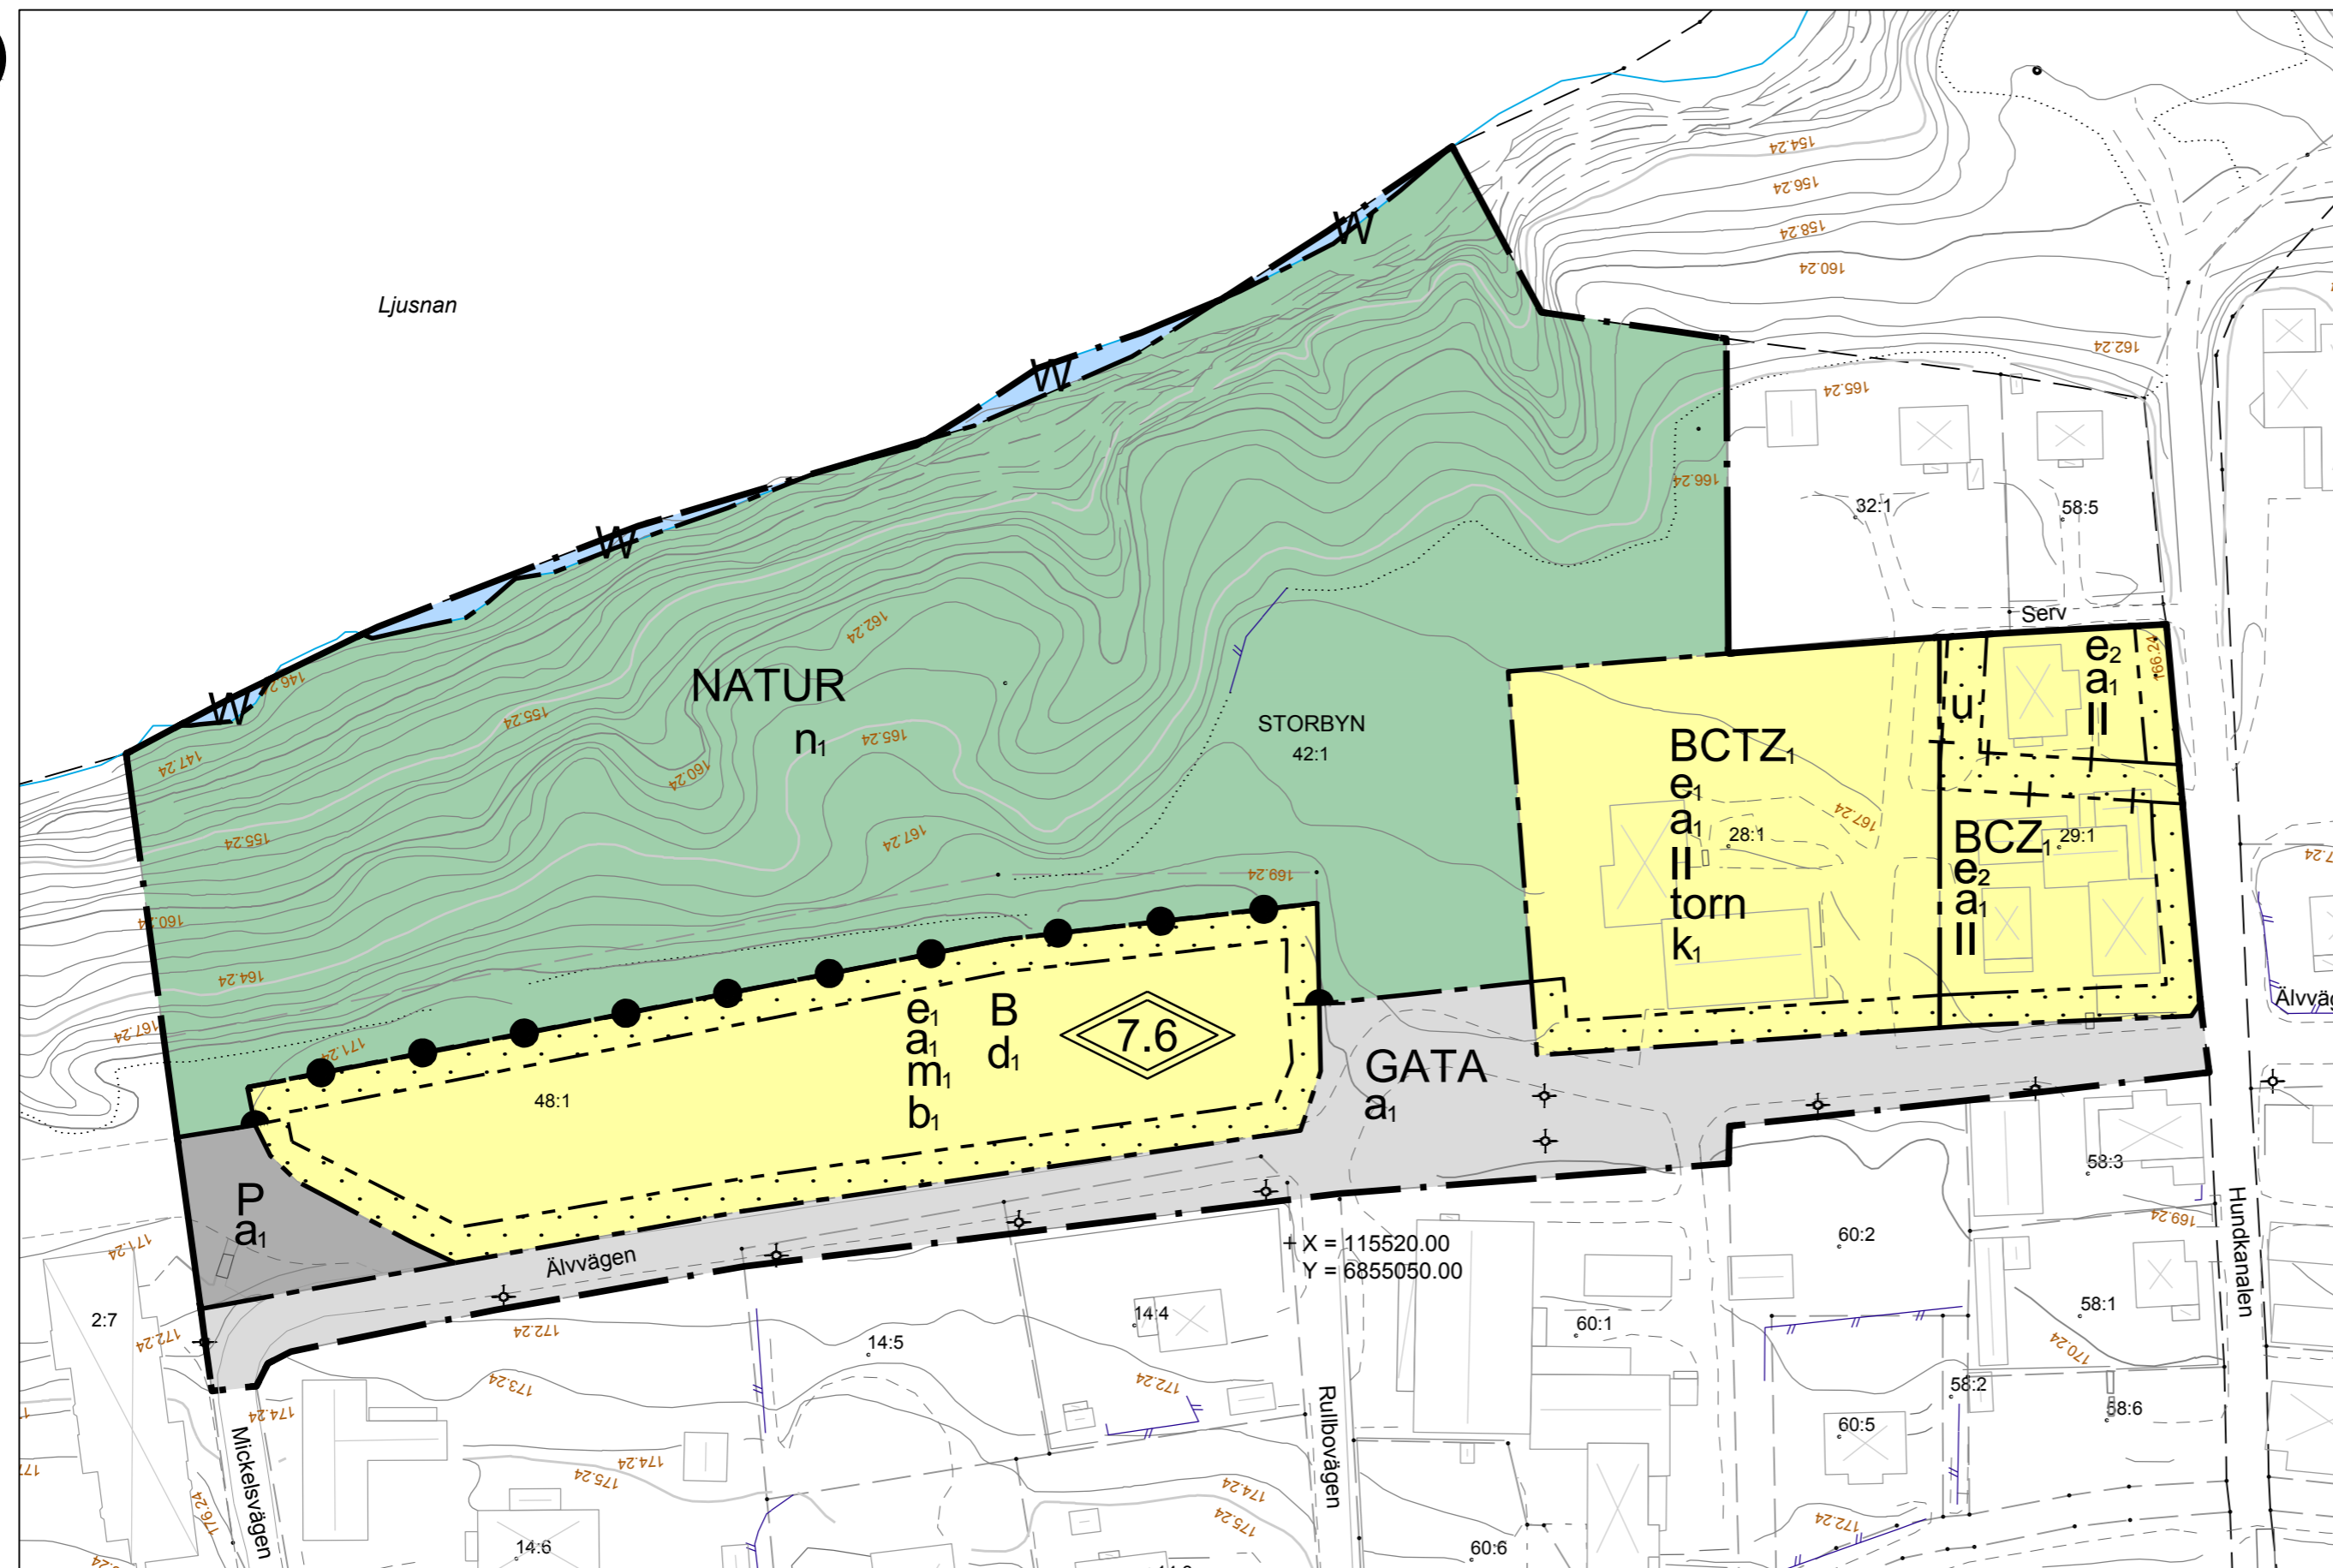 154.24
156.24
158.24
160.24
W
Ljusnan
W
162.24
165.24
166.24
32:1
58:5
W
Serv
162.24
e2
a1
II
166.24
NATUR
n1
W
155.24
165.24
STORBYN
42:1
u
BCTZ1
e1
a1
II
torn
k1
28:1
167.24
147.24
160.24
155.24
167.24
BCZ1
e2
a1
II
29:1
169.24
164.24
167.24
171.24
e1
a1
m1
b1
B
d1
7.6
48:1
GATA
a1
P
a1
Älvvägen
X = 115520.00
Y = 6855050.00
171.24
2:7
172.24
172.24
14:4
14:5
60:1
60:2
58:3
169.24
58:1
170.24
Hundkanalen
173.24
172.24
58:2
58:6
60:5
174.24
Mickelsvägen
174.24
175.24
Rullbovägen
174.24
175.24
172.24
176.24
14:6
60:6